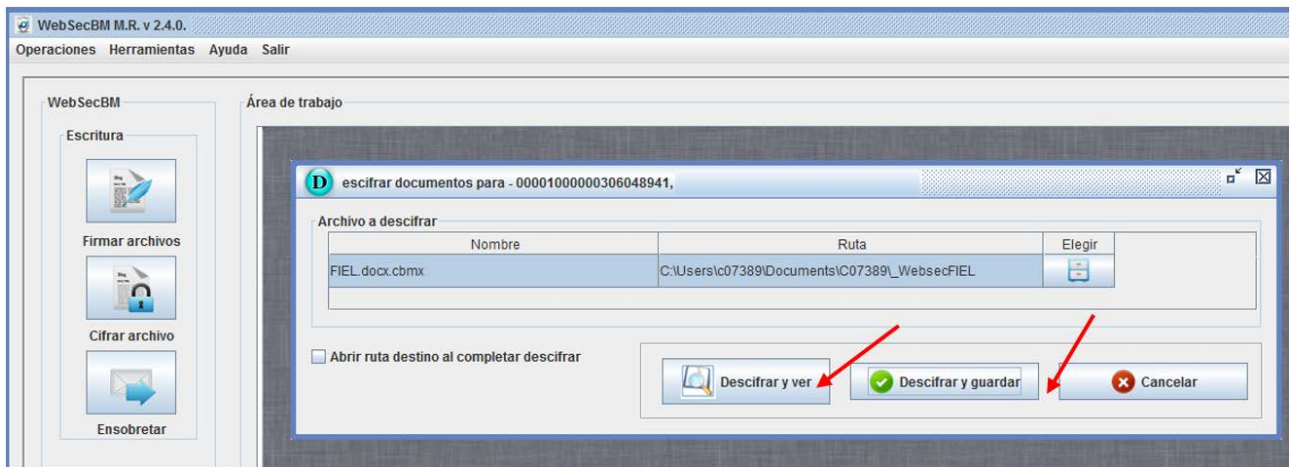 WebSecBM M.R. v 2.4.0.
Operaciones Herramientas Ayuda Salir
WebSecBM
Área de trabajo
Escritura
Firmar archivos
Cifrar archivo
Ensobretar
D escifrar documentos para - 00001000000306048941,
Archivo a descifrar
Nombre Ruta Elegir
FIEL.docx.cbmx C:\Users\c07389\Documents\C07389\_WebsecFIEL
Abrir ruta destino al completar descifrar
Descifrar y ver Descifrar y guardar Cancelar